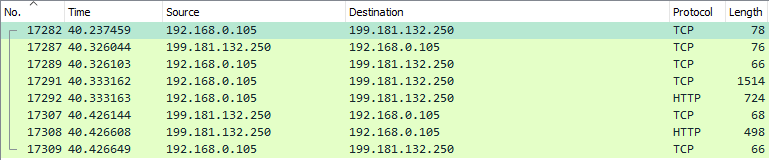 No. Time Source Destination Protocol Length
17282 40.237459 192.168.0.105 199.181.132.250 TCP 78
17287 40.326044 199.181.132.250 192.168.0.105 TCP 76
17289 40.326103 192.168.0.105 199.181.132.250 TCP 66
17291 40.333162 192.168.0.105 199.181.132.250 TCP 1514
17292 40.333163 192.168.0.105 199.181.132.250 HTTP 724
17307 40.426144 199.181.132.250 192.168.0.105 TCP 68
17308 40.426608 199.181.132.250 192.168.0.105 HTTP 498
17309 40.426649 192.168.0.105 199.181.132.250 TCP 66